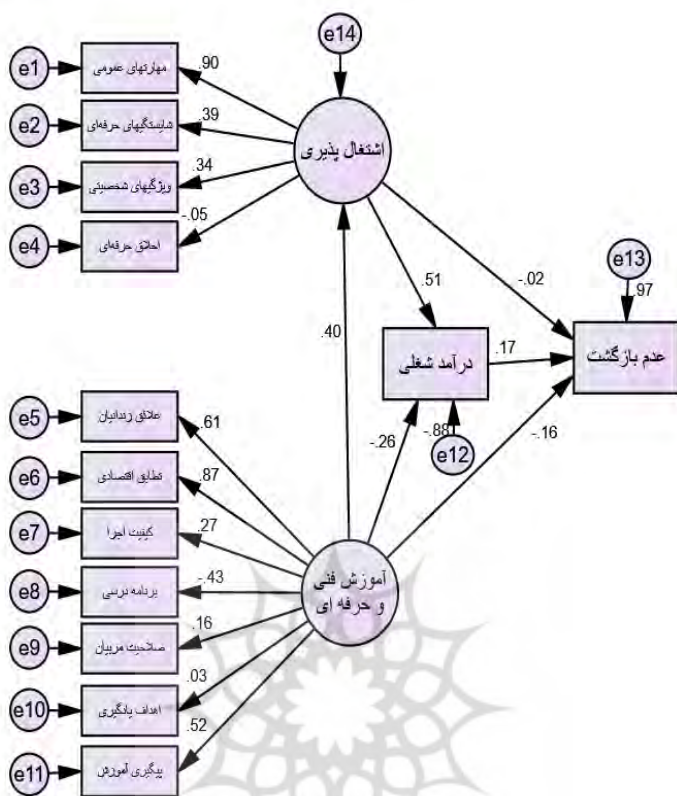 e14
e1
مهارتهای عمومی
.90
e2
شایستگیهای حرفه‌ای
.39
اشتغال پذیری
e3
ویژگیهای شخصیتی
.34
e4
اخلاق حرفه‌ای
-.05
e13
.97
.40
.51
-.02
درآمد شغلی
.17
عدم بازگشت
e5
علائق زندانیان
.61
-.26
-.88
e12
-.16
e6
تطابق اقتصادی
.87
e7
کیفیت اجرا
.27
آموزش فنی
و حرفه ای
e8
برنامه درسی
-.43
e9
صلاحیت مربیان
.16
e10
اهداف یادگیری
.03
e11
پیگیری آموزش
.52